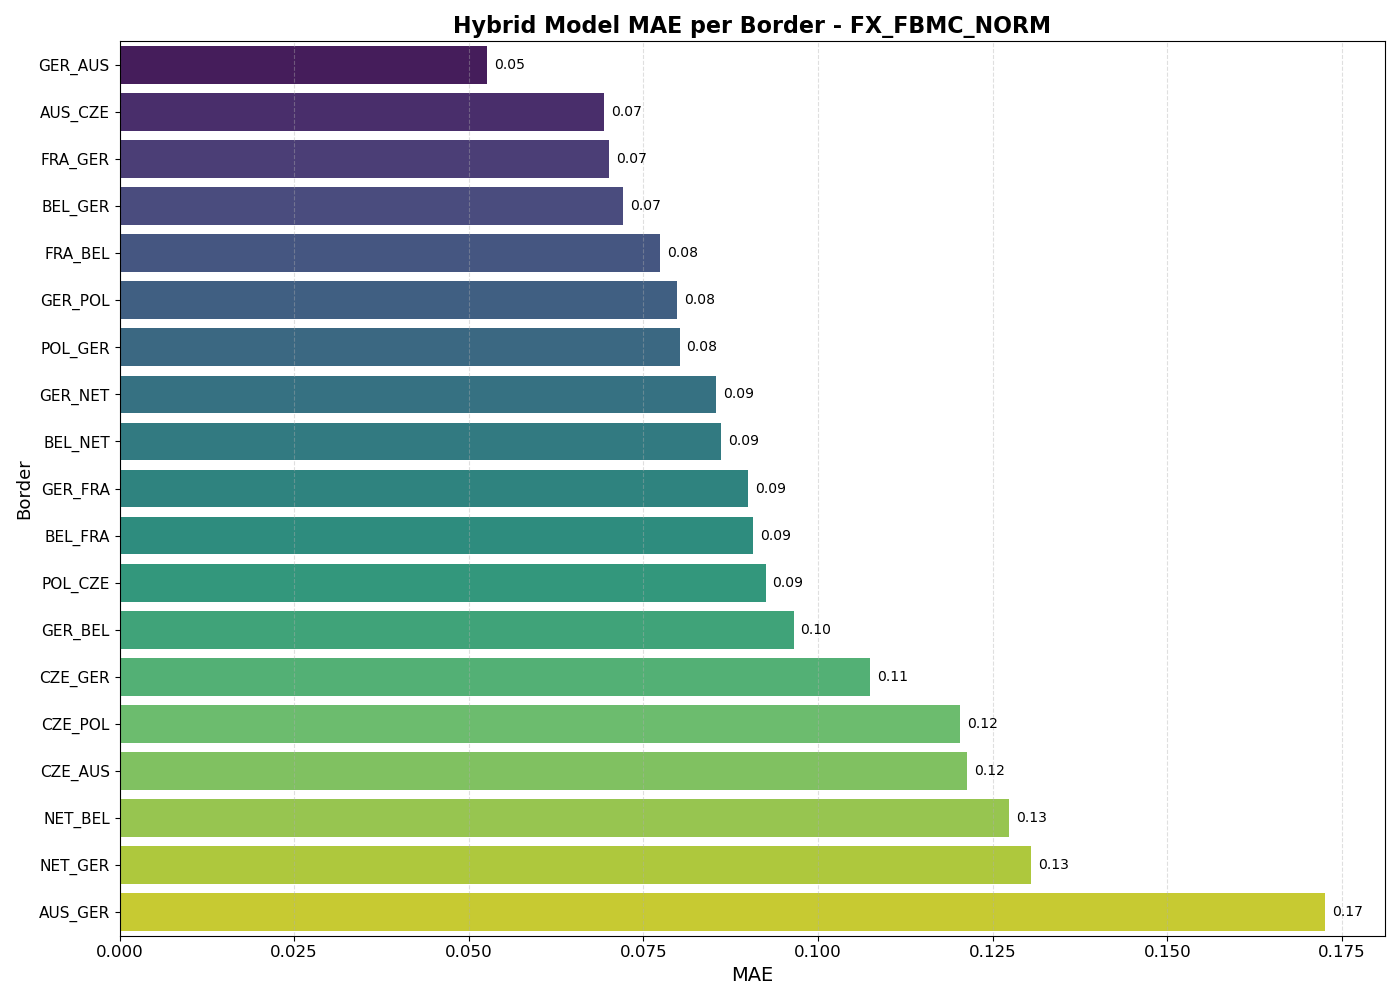 Hybrid Model MAE per Border - FX_FBMC_NORM
Border
GER_AUS 0.05
AUS_CZE 0.07
FRA_GER 0.07
BEL_GER 0.07
FRA_BEL 0.08
GER_POL 0.08
POL_GER 0.08
GER_NET 0.09
BEL_NET 0.09
GER_FRA 0.09
BEL_FRA 0.09
POL_CZE 0.09
GER_BEL 0.10
CZE_GER 0.11
CZE_POL 0.12
CZE_AUS 0.12
NET_BEL 0.13
NET_GER 0.13
AUS_GER 0.17
0.000 0.025 0.050 0.075 0.100 0.125 0.150 0.175
MAE